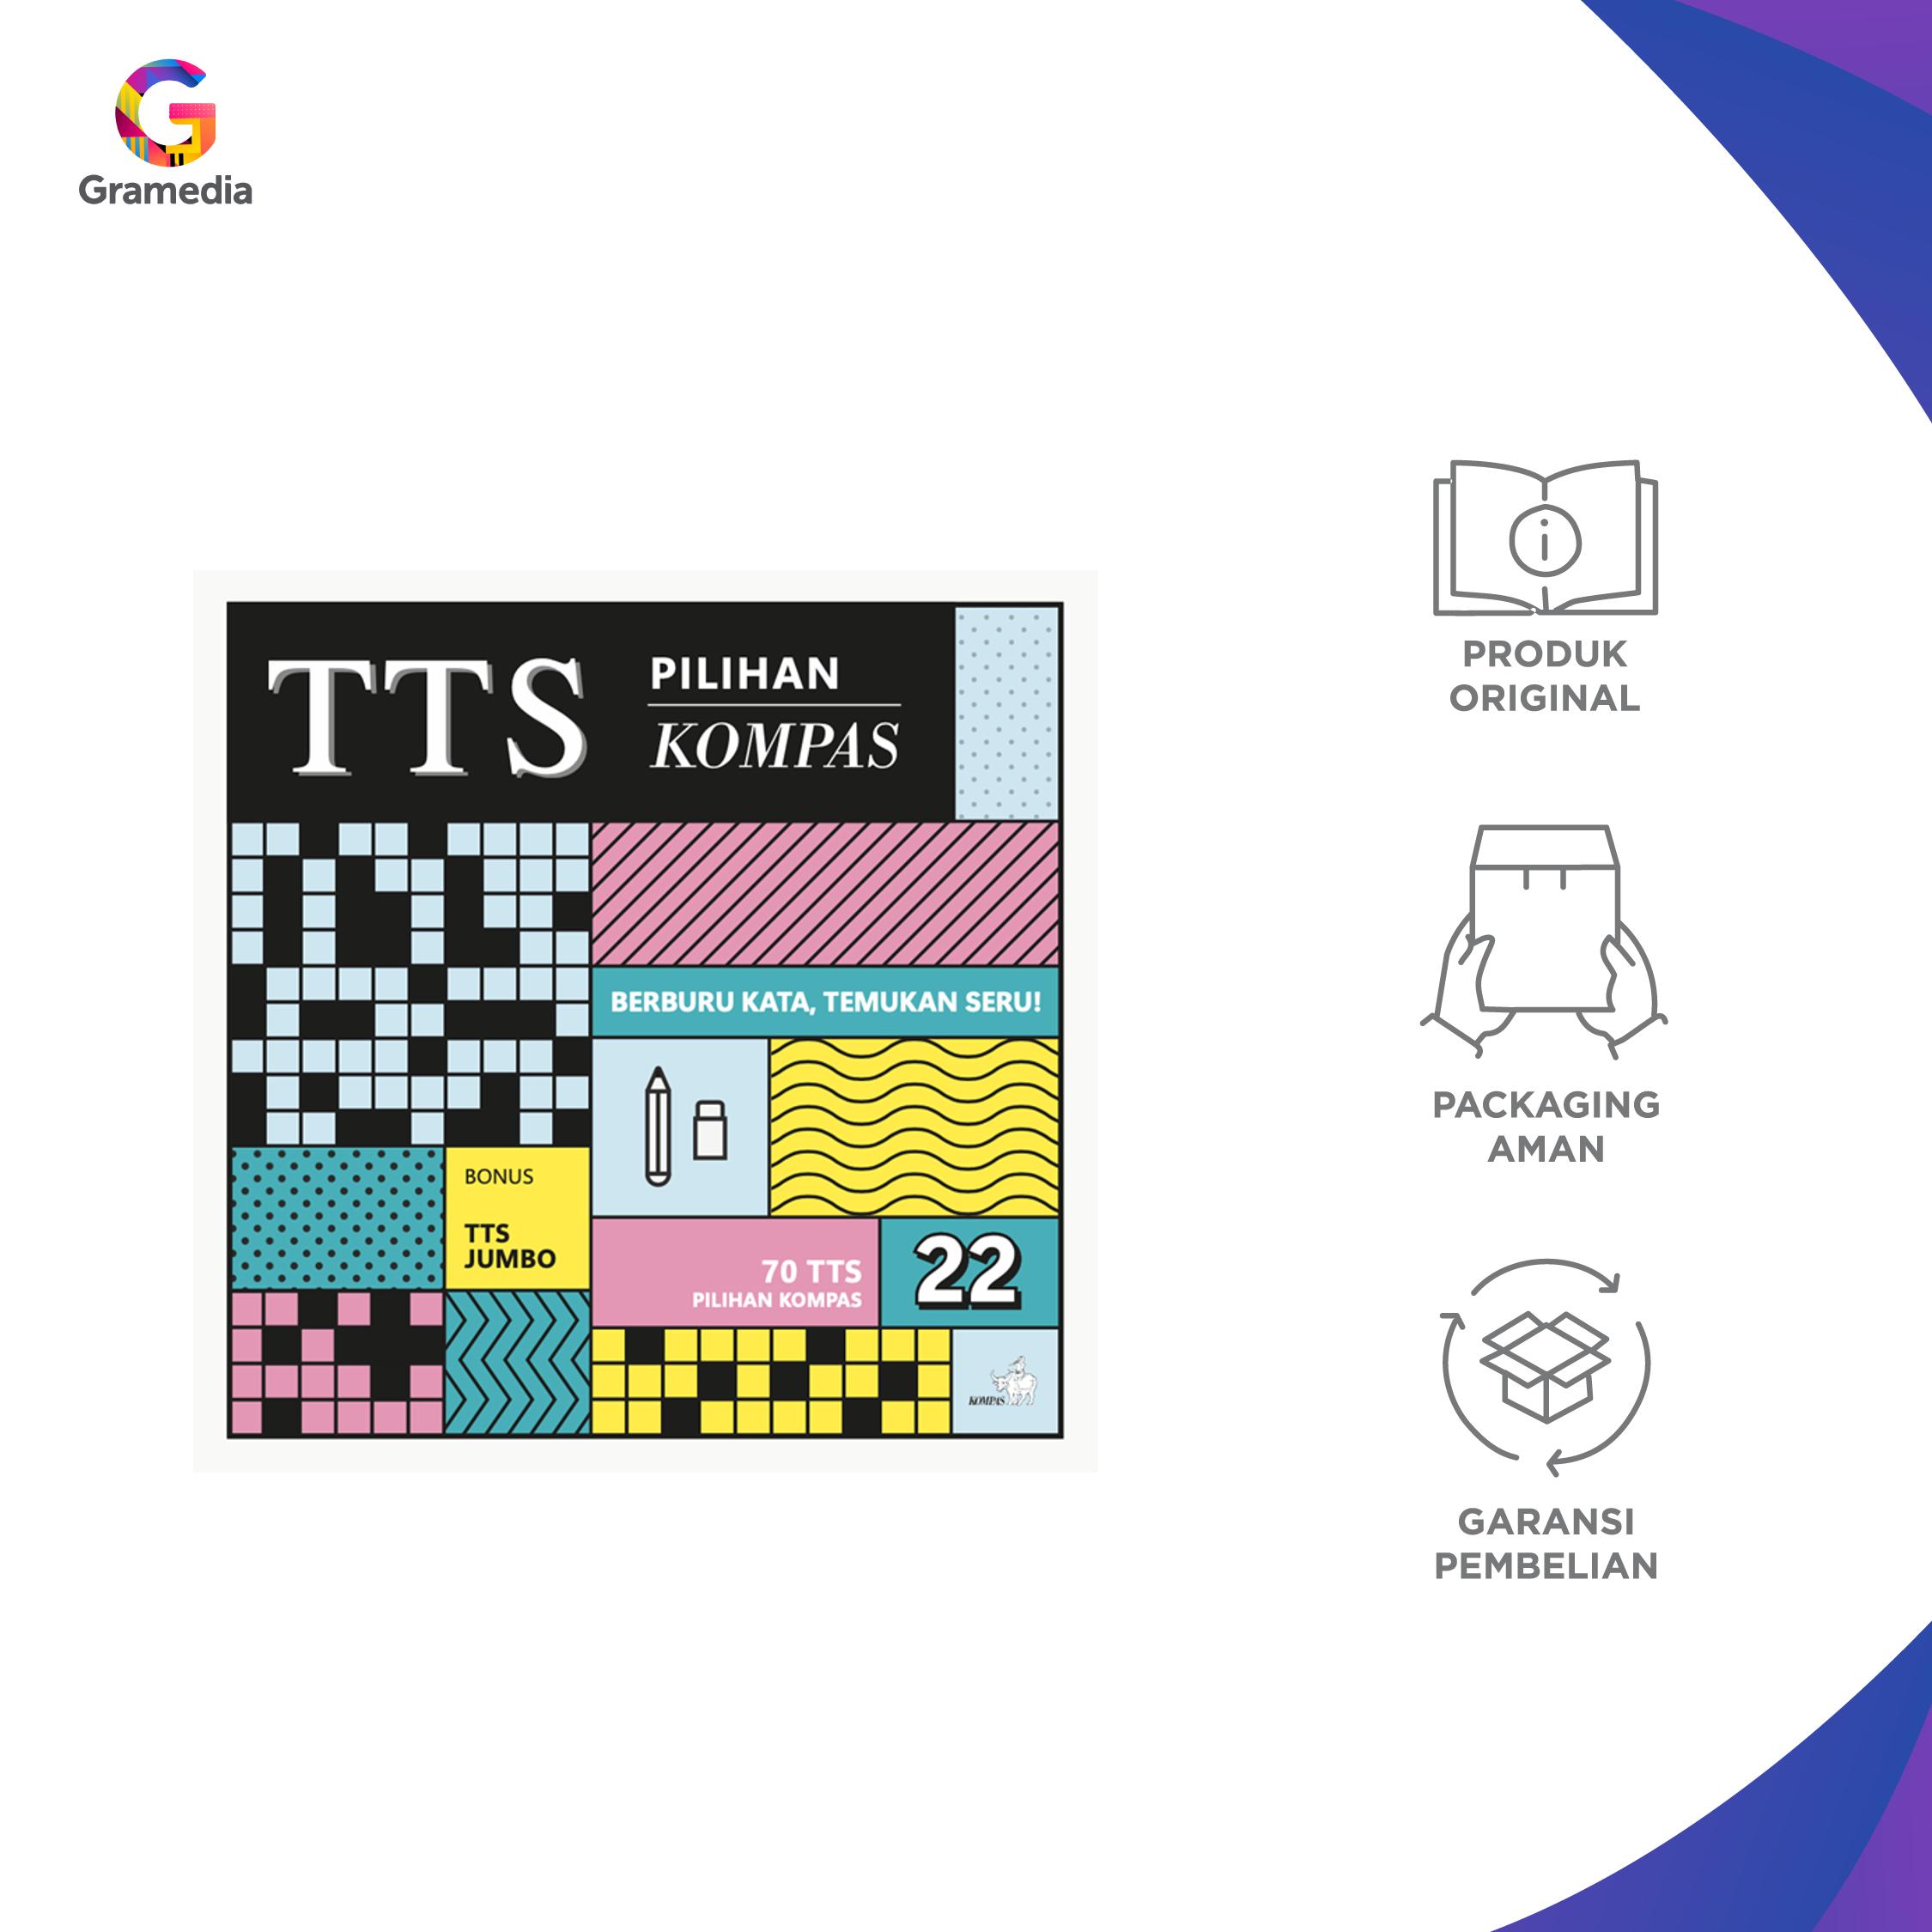 Gramedia
TTS
PILIHAN
KOMPAS
BERBURU KATA, TEMUKAN SERU!
BONUS
TTS
JUMBO
70 TTS
PILIHAN KOMPAS
22
KOMPAS
i
PRODUK
ORIGINAL
PACKAGING
AMAN
GARANSI
PEMBELIAN